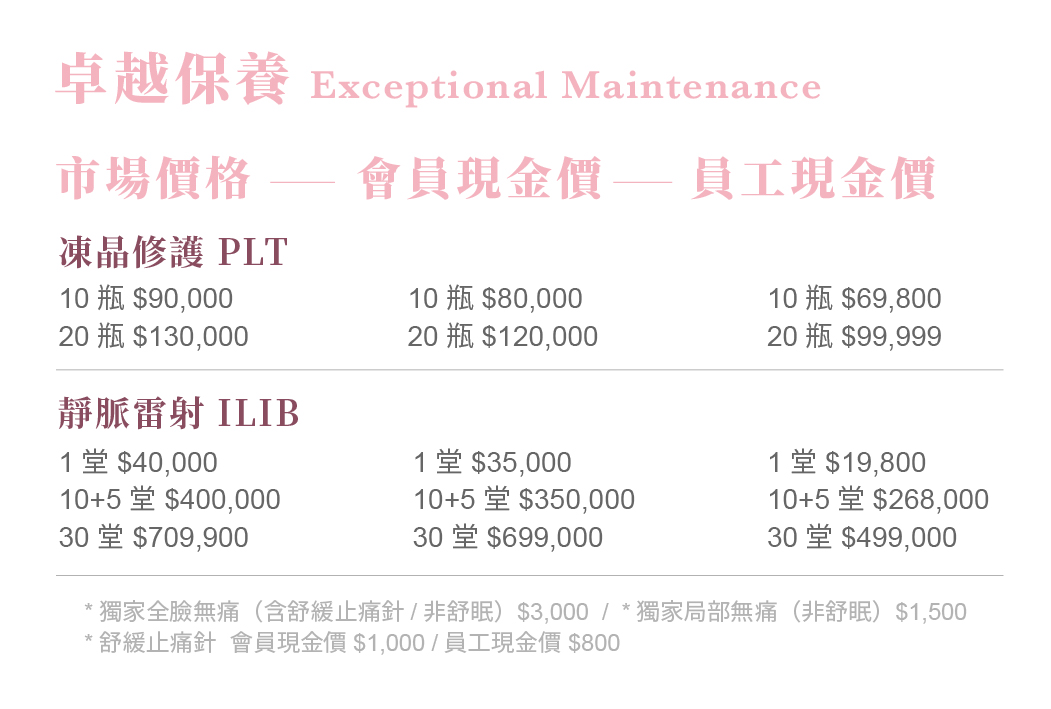 卓越保養 Exceptional Maintenance
市場價格 — 會員現金價 — 員工現金價
凍晶修護 PLT
10 瓶 $90,000 10 瓶 $80,000 10 瓶 $69,800
20 瓶 $130,000 20 瓶 $120,000 20 瓶 $99,999
靜脈雷射 ILIB
1 堂 $40,000 1 堂 $35,000 1 堂 $19,800
10+5 堂 $400,000 10+5 堂 $350,000 10+5 堂 $268,000
30 堂 $709,900 30 堂 $699,000 30 堂 $499,000
* 獨家全臉無痛（含舒緩止痛針 / 非舒眠）$3,000 / * 獨家局部無痛（非舒眠）$1,500
* 舒緩止痛針 會員現金價 $1,000 / 員工現金價 $800